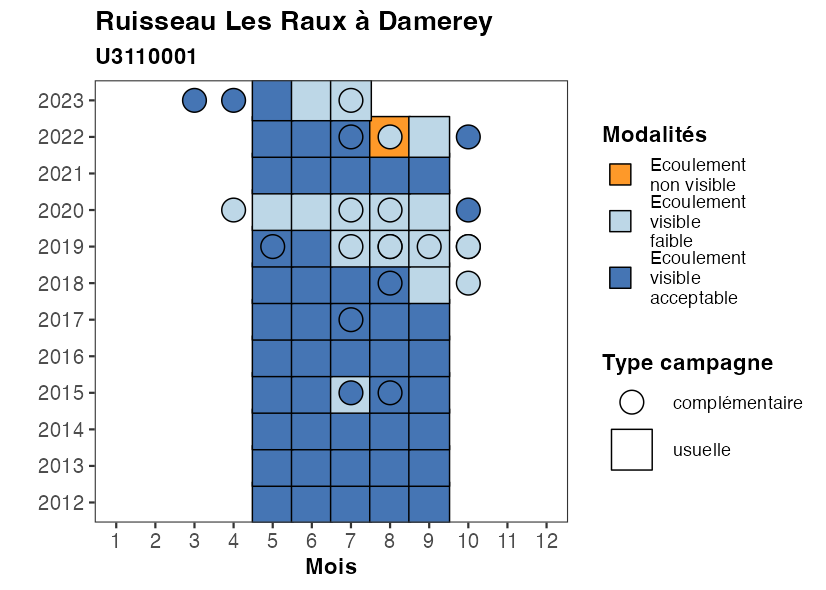 Ruisseau Les Raux à Damerey
U3110001
2023
2022
2021
2020
2019
2018
2017
2016
2015
2014
2013
2012
1 2 3 4 5 6 7 8 9 10 11 12
Mois
Modalités
Ecoulement
non visible
Ecoulement
visible
faible
Ecoulement
visible
acceptable
Type campagne
complémentaire
usuelle